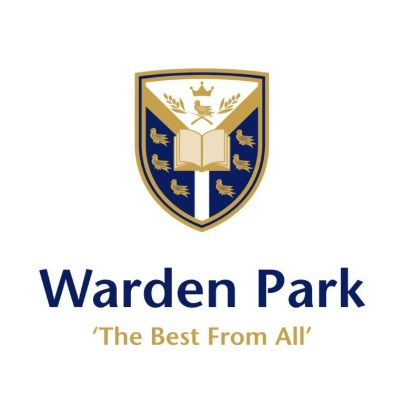 Warden Park
‘The Best From All’